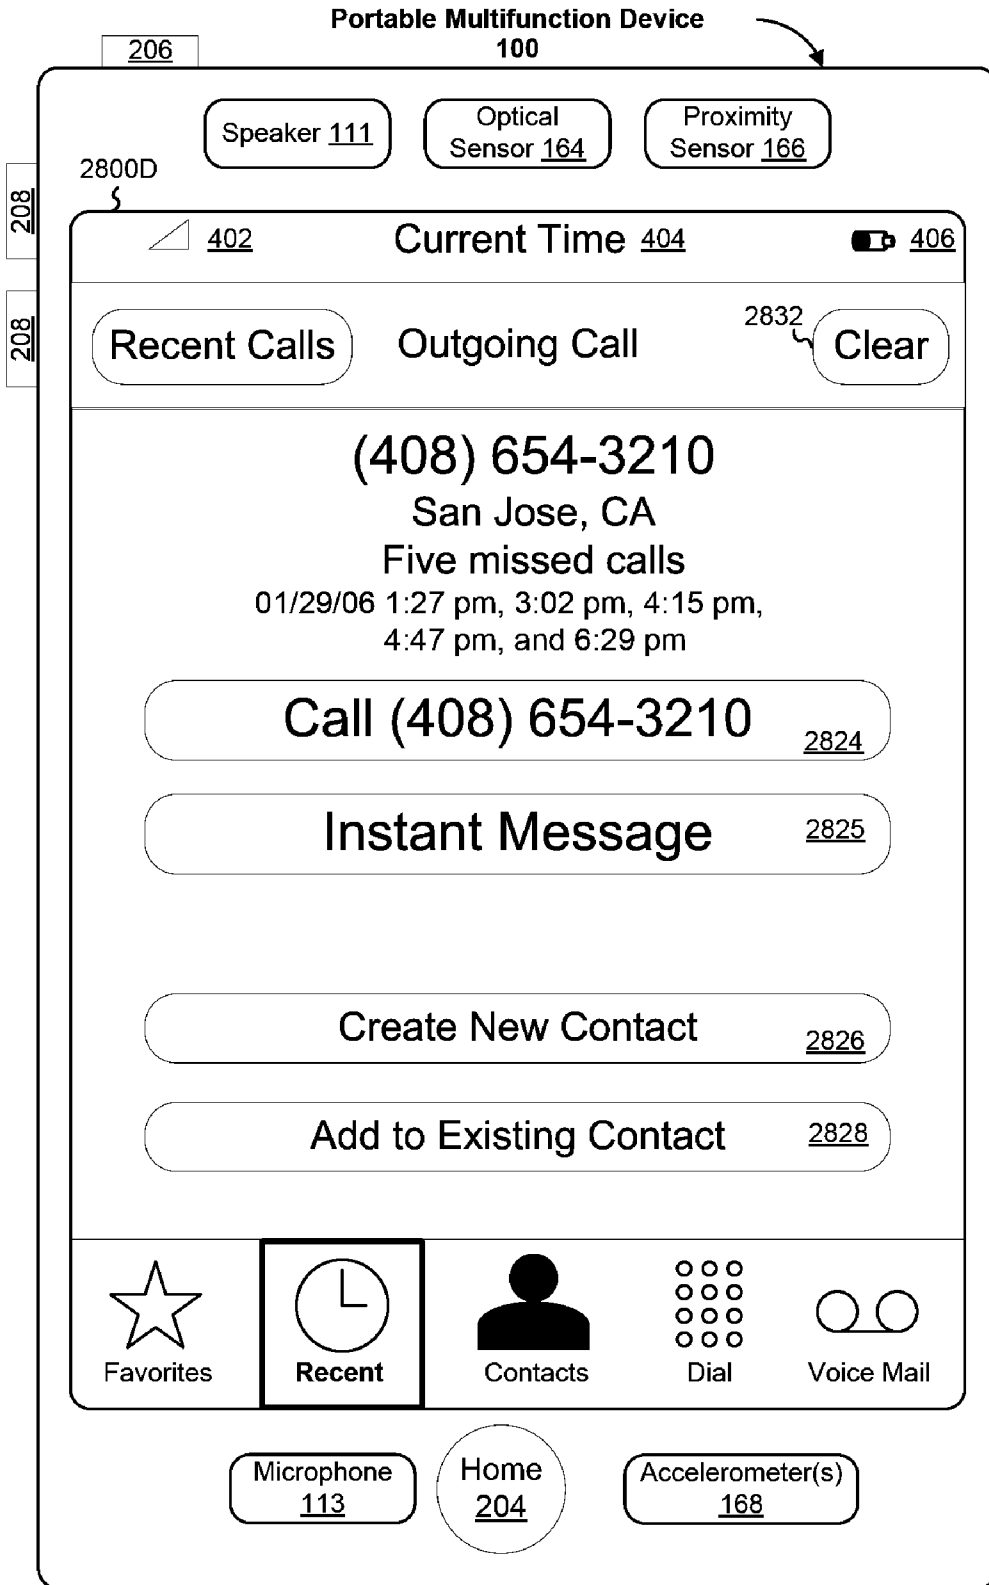 Portable Multifunction Device
100
206
Speaker 111
Optical
Sensor 164
Proximity
Sensor 166
2800D
208
208
402
Current Time 404
406
Recent Calls
Outgoing Call
2832
Clear
(408) 654-3210
San Jose, CA
Five missed calls
01/29/06 1:27 pm, 3:02 pm, 4:15 pm,
4:47 pm, and 6:29 pm
Call (408) 654-3210
2824
Instant Message
2825
Create New Contact
2826
Add to Existing Contact
2828
Favorites
Recent
Contacts
Dial
Voice Mail
Microphone
113
Home
204
Accelerometer(s)
168